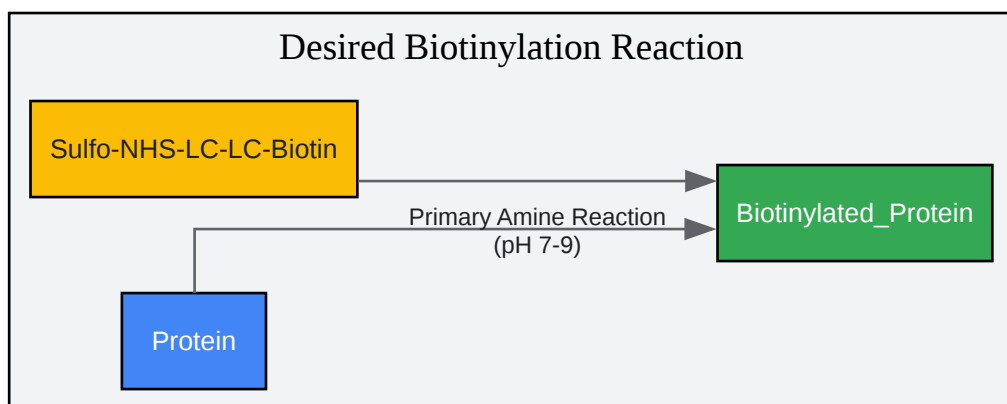 Desired Biotinylation Reaction
Sulfo-NHS-LC-LC-Biotin
Primary Amine Reaction
(pH 7-9)
Biotinylated_Protein
Protein